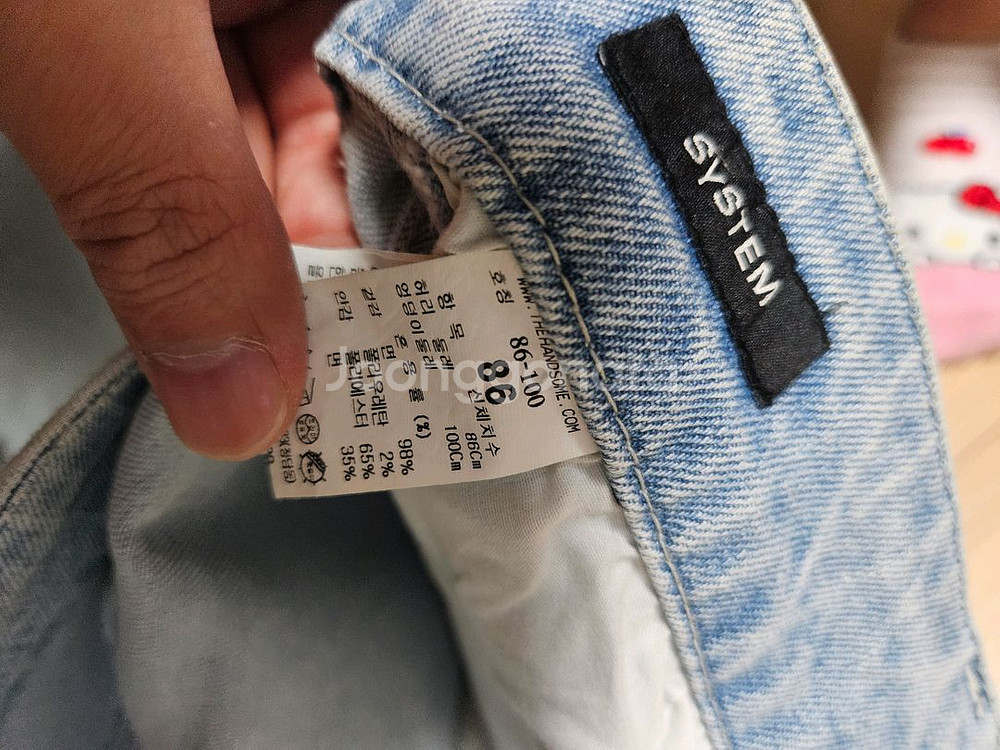 SYSTEM
WWW.THEHANDSOME.COM
호칭 86-100
86
항 목 신체치수
허리 둘레 86Cm
엉덩이둘레 100Cm
혼 용 률 (%)
겉감 면 98%
폴리우레탄 2%
안감 폴리에스터 65%
면 35%